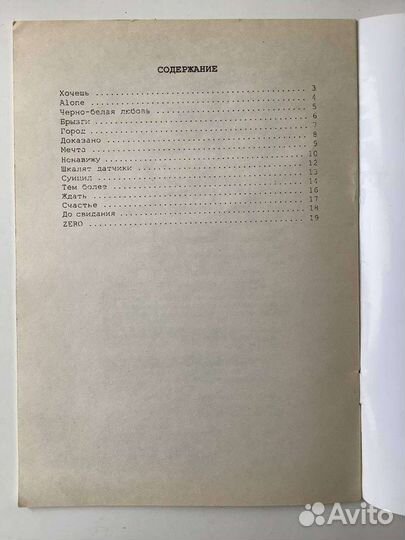 СОДЕРЖАНИЕ
Хочешь ........................................ 3
Alone ......................................... 4
Черно-белая любовь ............................ 5
Брызги ........................................ 6
Город ......................................... 7
Доказано ...................................... 8
Мечта ......................................... 9
Ненавижу ...................................... 10
Шкалят датчики ................................ 12
Суицид ........................................ 13
Тем более ..................................... 14
Ждать ......................................... 16
Счастье ....................................... 17
До свидания ................................... 18
ZERO .......................................... 19
Avito